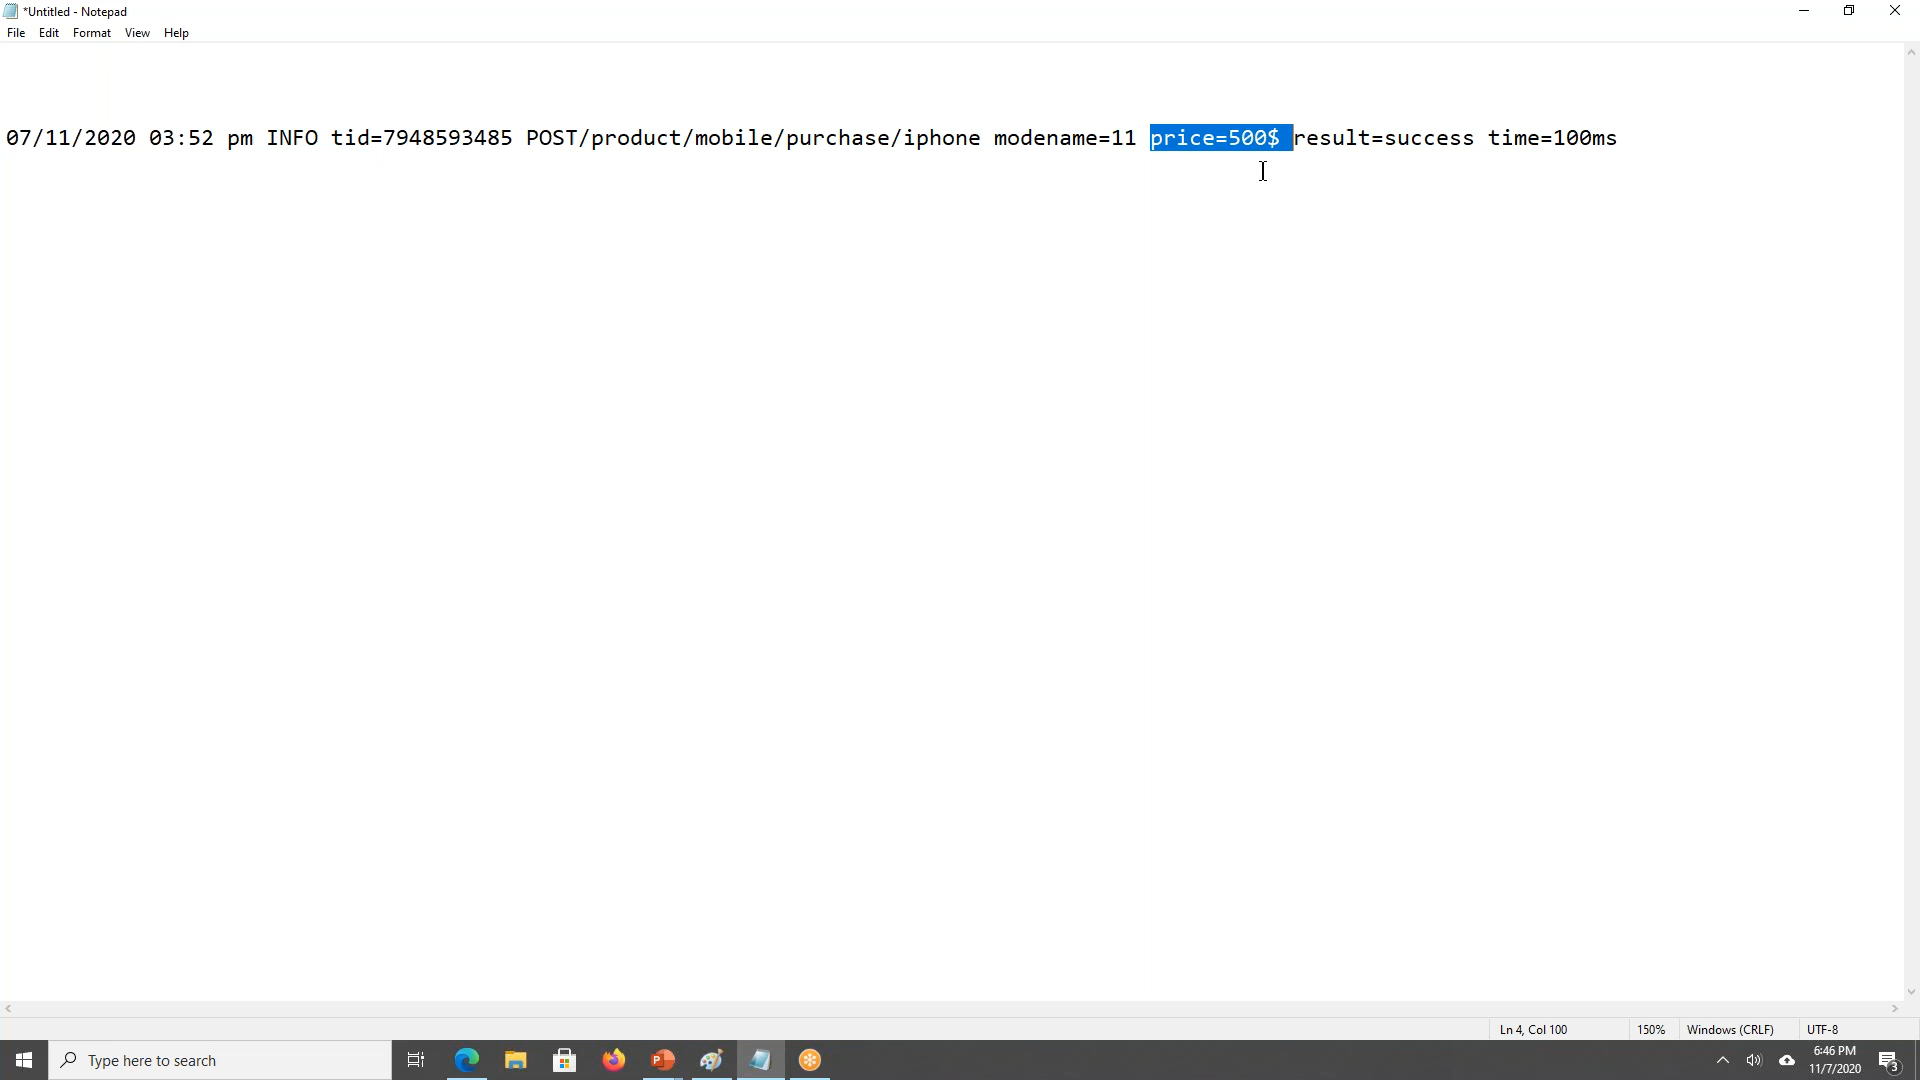 *Untitled - Notepad
File Edit Format View Help
07/11/2020 03:52 pm INFO tid=7948593485 POST/product/mobile/purchase/iphone modename=11 price=500$ result=success time=100ms
Ln 4, Col 100 150% Windows (CRLF) UTF-8
Type here to search
P
6:46 PM
11/7/2020
3